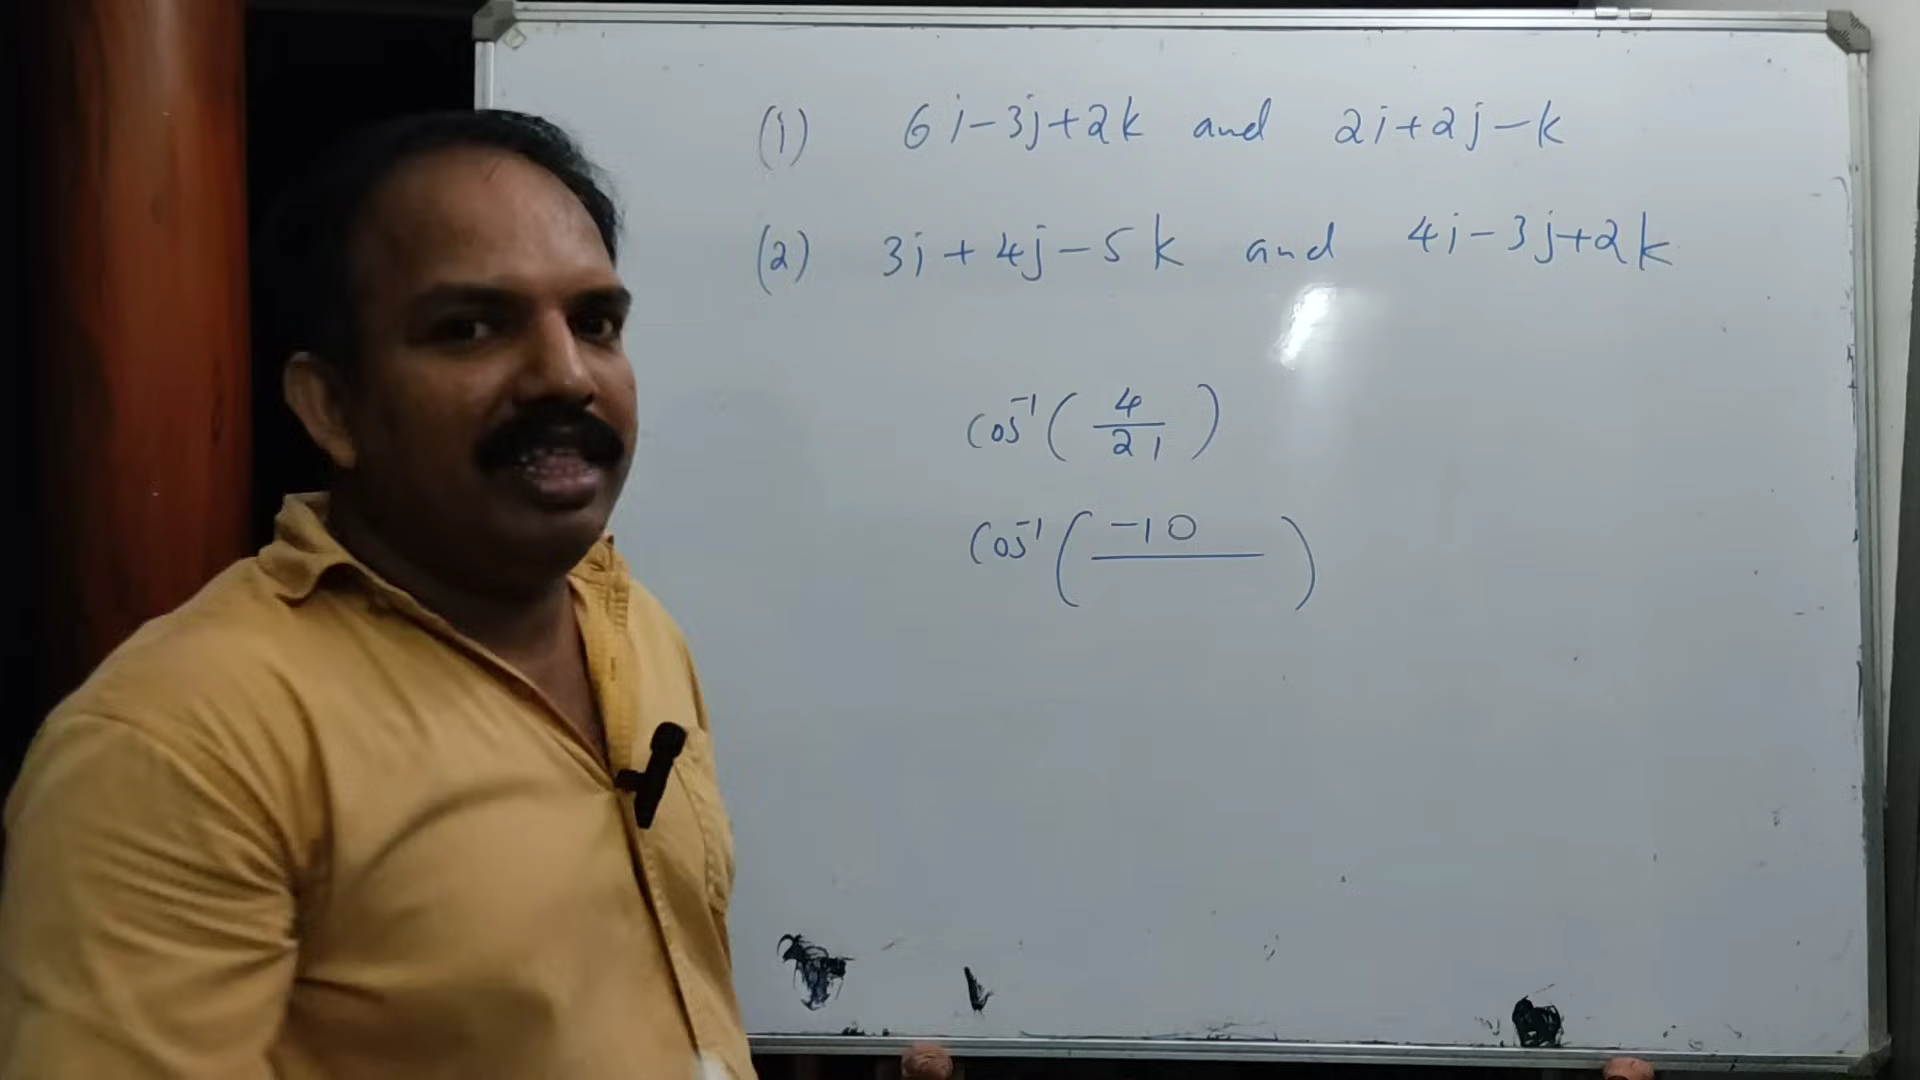 (1) 6i-3j+2k and 2i+2j-k
(2) 3i+4j-5k and 4i-3j+2k
cos⁻¹(4/21)
cos⁻¹(-10/ )